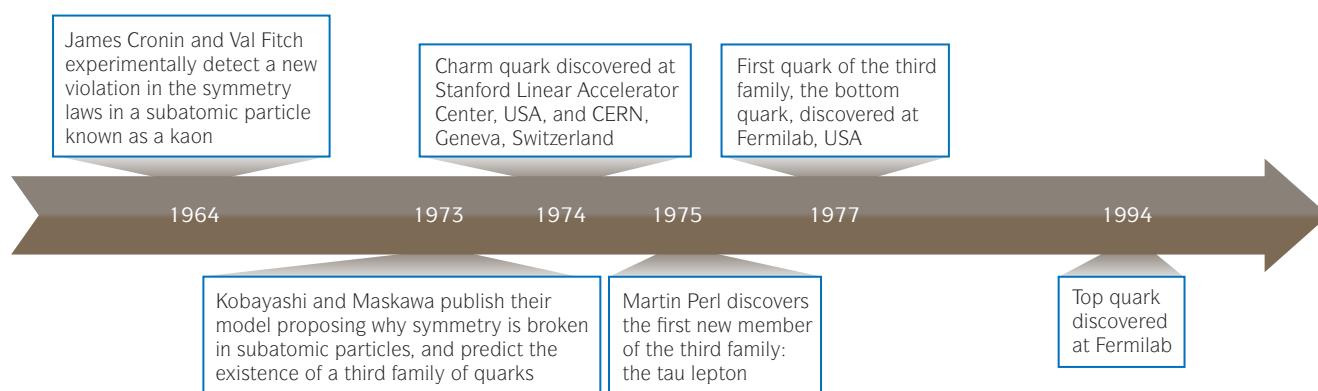 James Cronin and Val Fitch
experimentally detect a new
violation in the symmetry
laws in a subatomic particle
known as a kaon
Charm quark discovered at
Stanford Linear Accelerator
Center, USA, and CERN,
Geneva, Switzerland
First quark of the third
family, the bottom
quark, discovered at
Fermilab, USA
1964
1973
1974
1975
1977
1994
Kobayashi and Maskawa publish their
model proposing why symmetry is broken
in subatomic particles, and predict the
existence of a third family of quarks
Martin Perl discovers
the first new member
of the third family:
the tau lepton
Top quark
discovered
at Fermilab